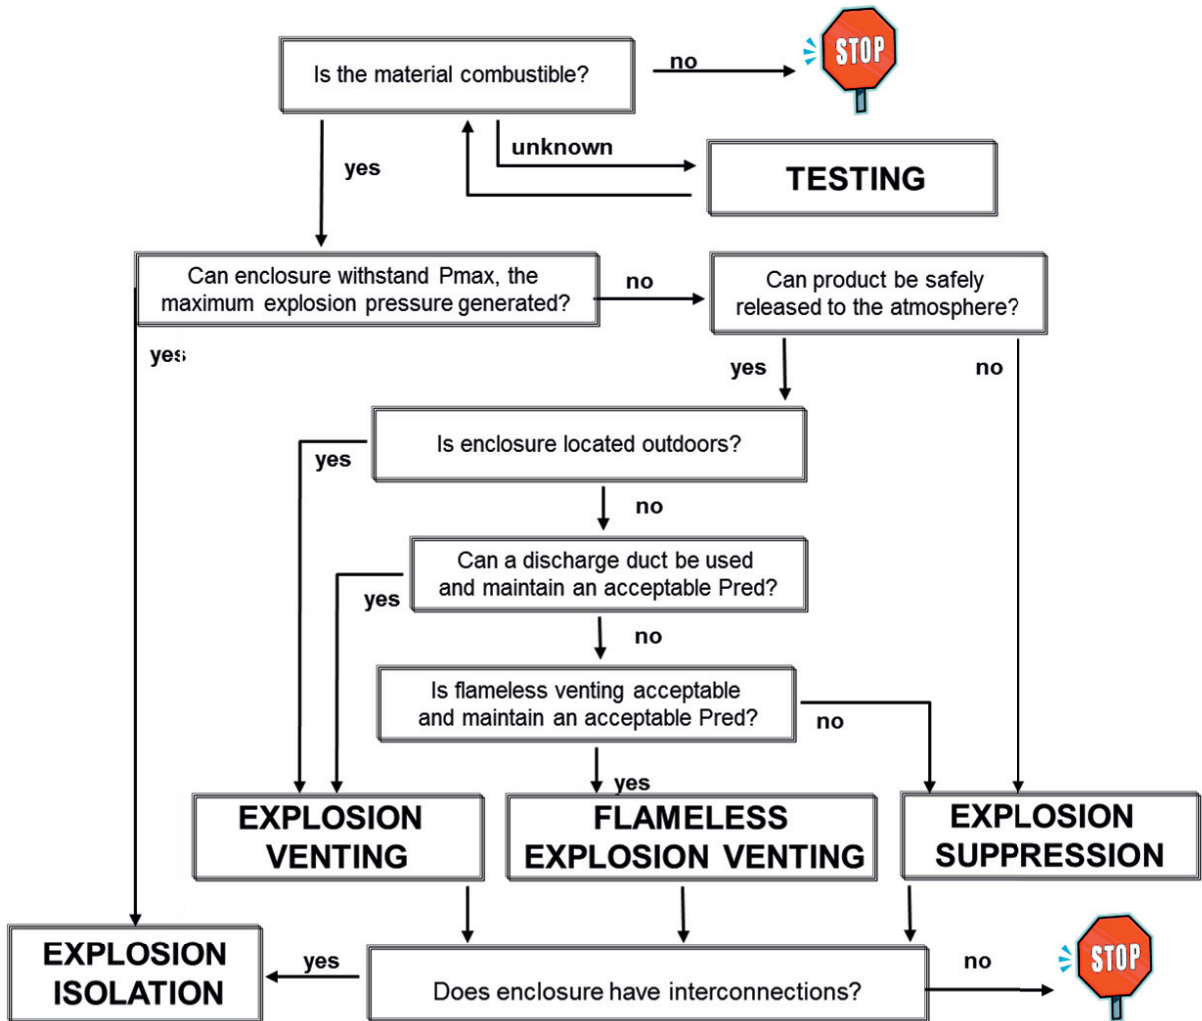 Is the material combustible?
no
STOP
yes
unknown
TESTING
Can enclosure withstand Pmax, the
maximum explosion pressure generated?
no
Can product be safely
released to the atmosphere?
yes
yes
no
Is enclosure located outdoors?
yes
no
Can a discharge duct be used
and maintain an acceptable Pred?
yes
no
Is flameless venting acceptable
and maintain an acceptable Pred?
no
yes
EXPLOSION
VENTING
FLAMELESS
EXPLOSION VENTING
EXPLOSION
SUPPRESSION
EXPLOSION
ISOLATION
yes
Does enclosure have interconnections?
no
STOP